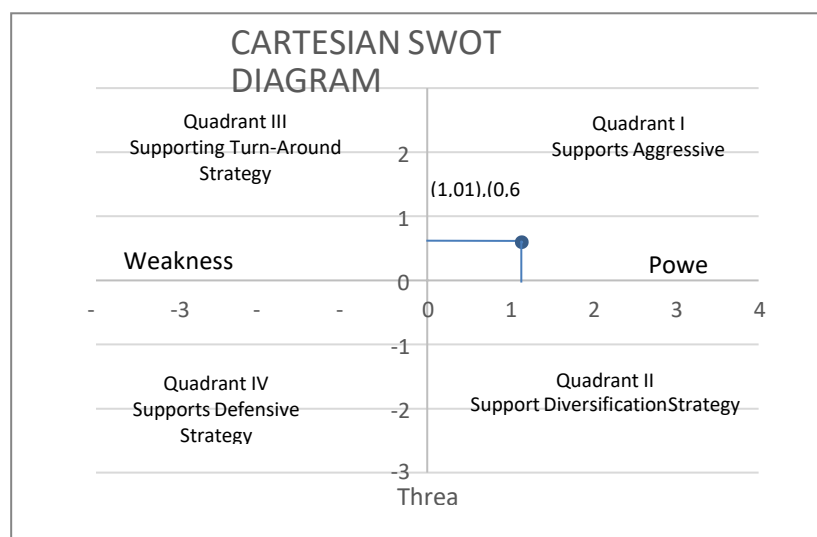 CARTESIAN SWOT
DIAGRAM
Quadrant III
Supporting Turn-Around
Strategy
Quadrant I
Supports Aggressive
2
(1,01),(0,6
1
Weakness
Powe
0
- -3 - - 0 1 2 3 4
-1
Quadrant IV
Supports Defensive
Strategy
Quadrant II
Support DiversificationStrategy
-2
-3
Threa